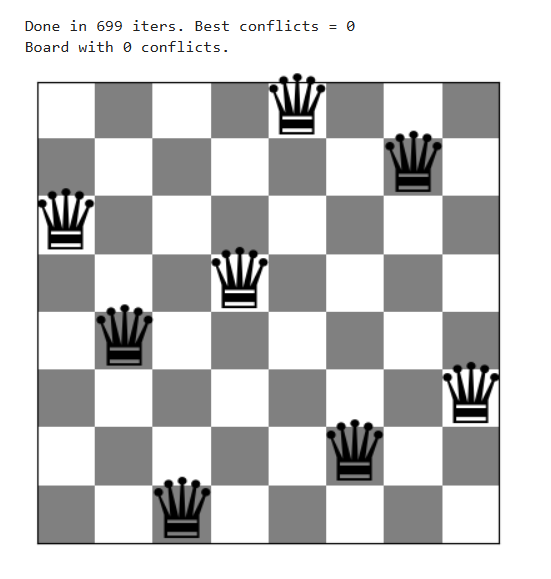 Done in 699 iters. Best conflicts = 0
Board with 0 conflicts.